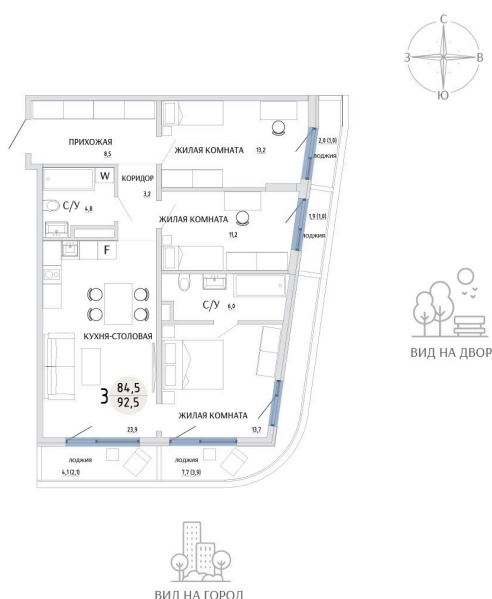 С
З
В
Ю
ПРИХОЖАЯ
8,5
ЖИЛАЯ КОМНАТА
13,2
2,0 (1,0)
ЛОДЖИЯ
W
КОРИДОР
3,2
С/У
4,8
ЖИЛАЯ КОМНАТА
11,2
1,9 (1,0)
ЛОДЖИЯ
F
С/У
6,0
КУХНЯ-СТОЛОВАЯ
ВИД НА ДВОР
3
84,5
92,5
ЖИЛАЯ КОМНАТА
23,9
13,7
ЛОДЖИЯ
4,1 (2,1)
ЛОДЖИЯ
7,7 (3,9)
ВИД НА ГОРОД